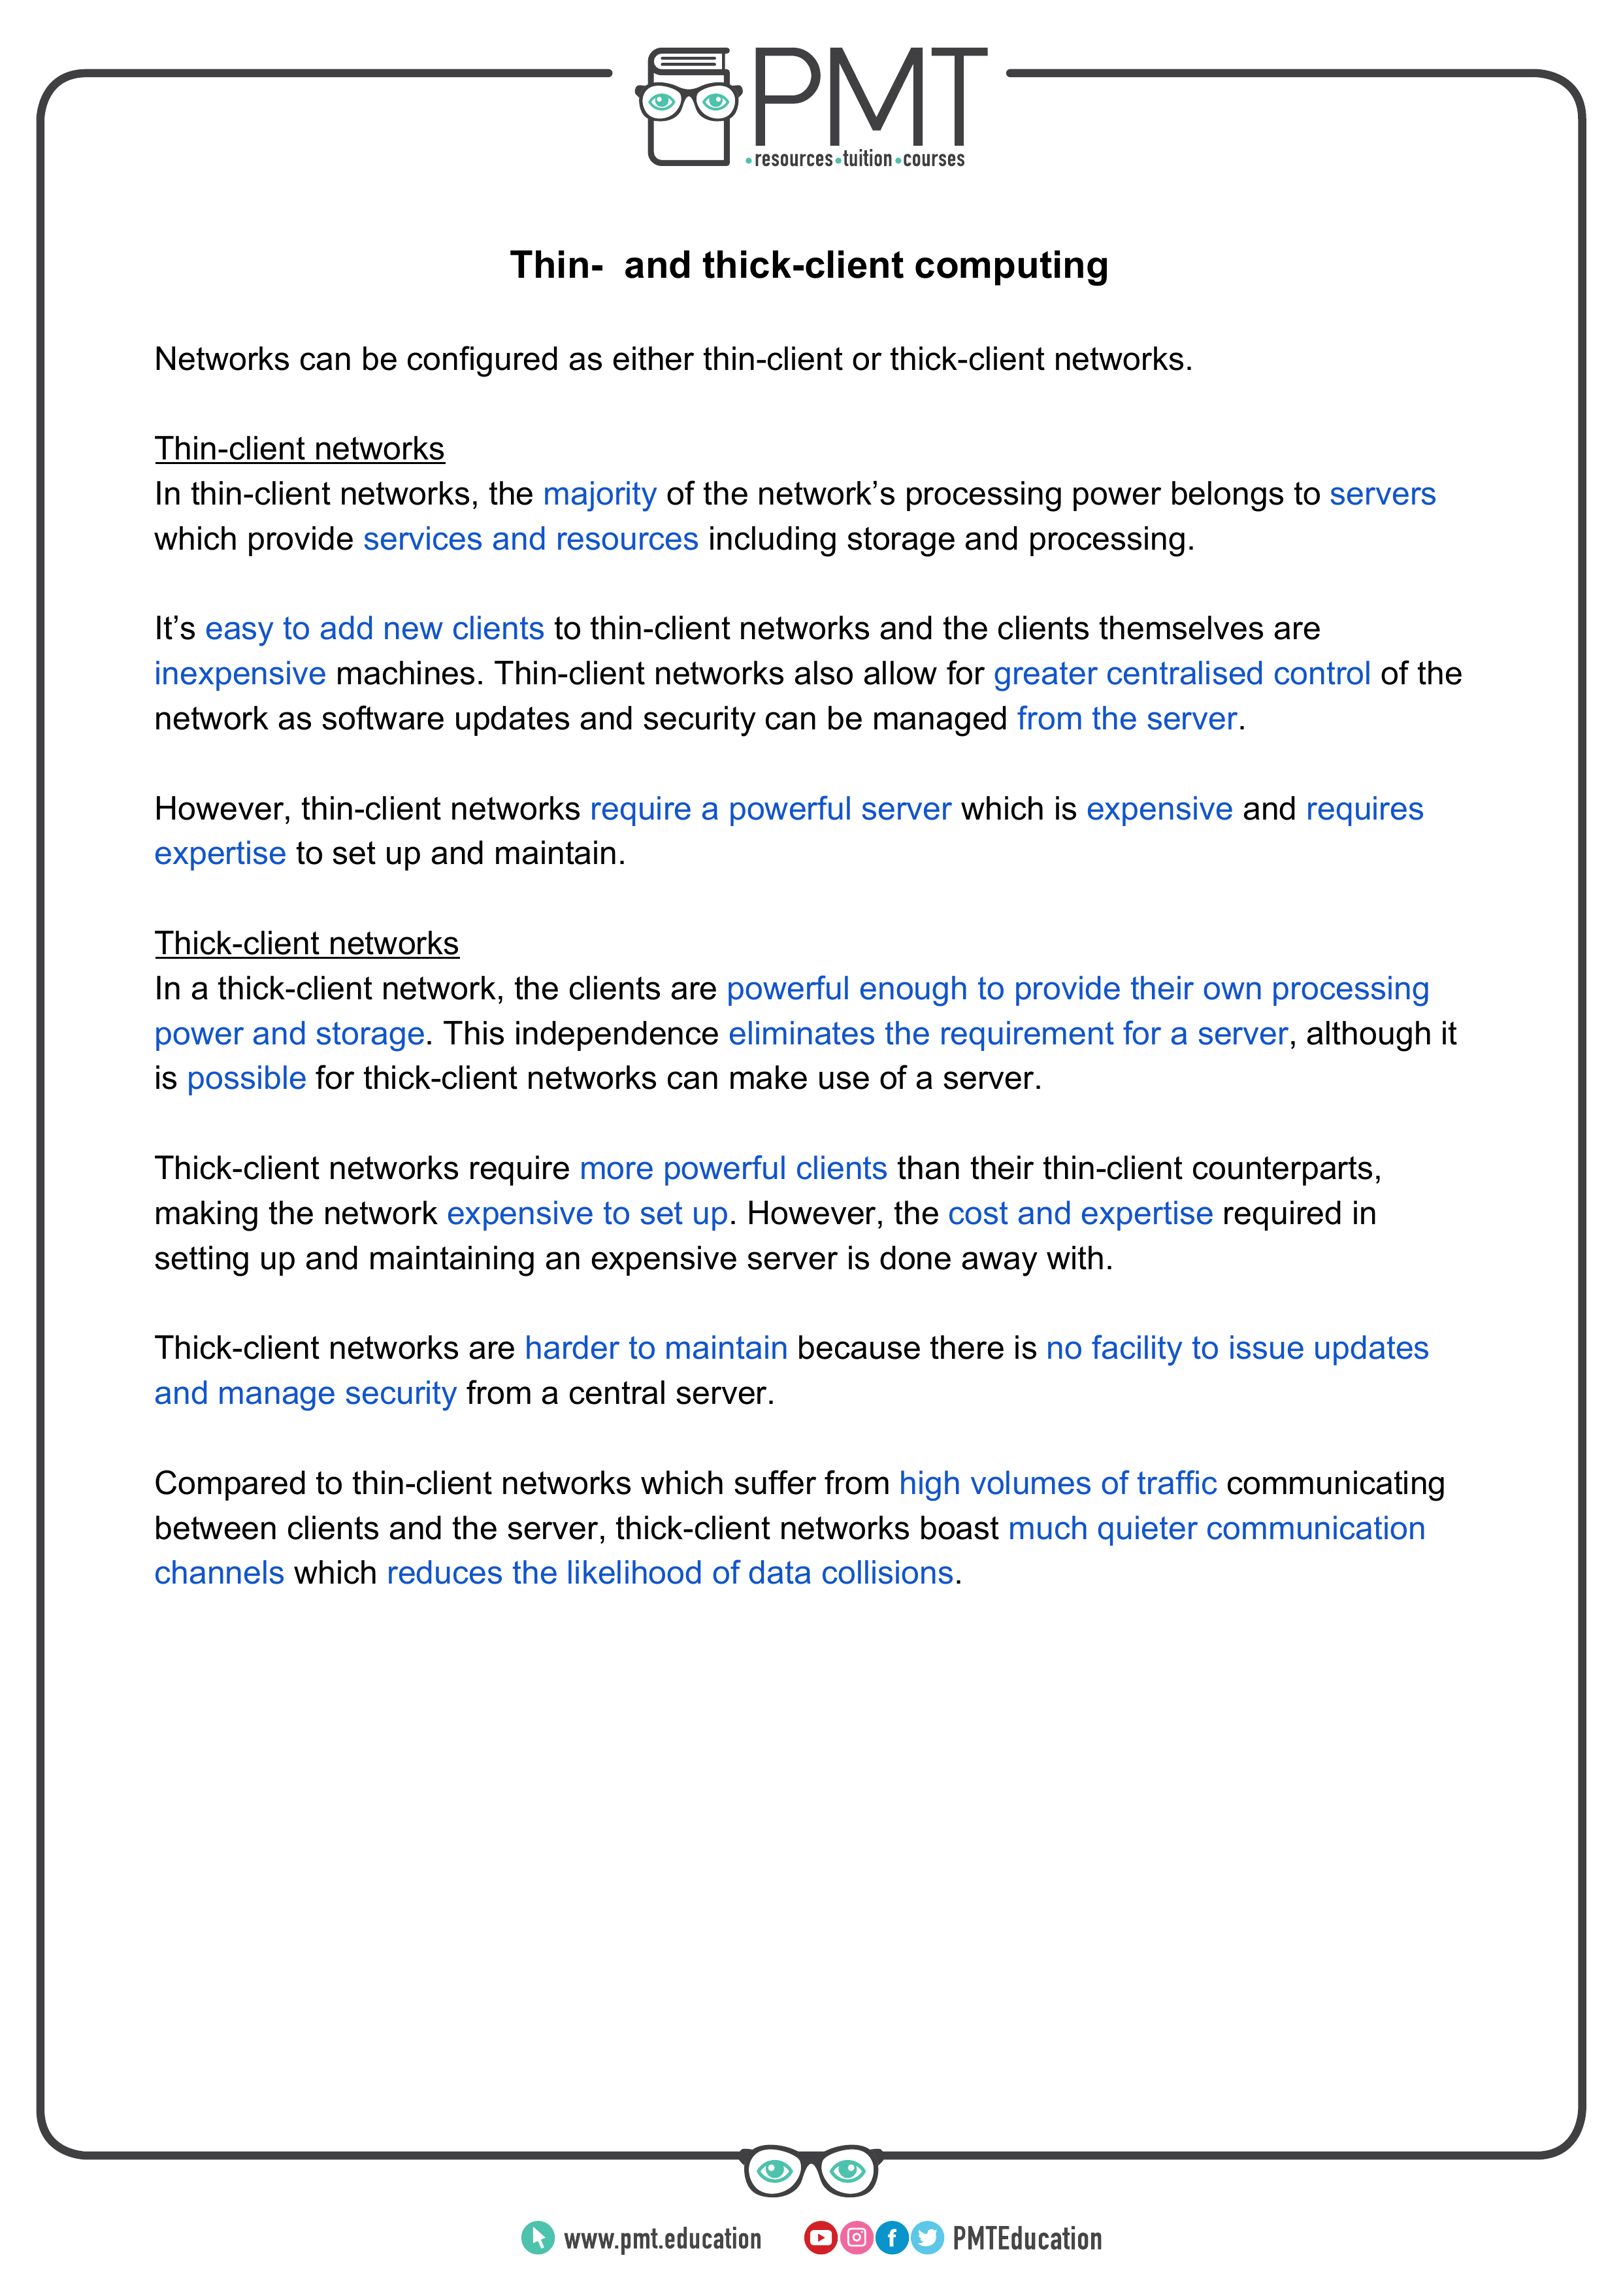 PMT
•resources•tuition•courses
Thin-  and thick-client computing
Networks can be configured as either thin-client or thick-client networks.
Thin-client networks
In thin-client networks, the majority of the network’s processing power belongs to servers
which provide services and resources including storage and processing.
It’s easy to add new clients to thin-client networks and the clients themselves are
inexpensive machines. Thin-client networks also allow for greater centralised control of the
network as software updates and security can be managed from the server.
However, thin-client networks require a powerful server which is expensive and requires
expertise to set up and maintain.
Thick-client networks
In a thick-client network, the clients are powerful enough to provide their own processing
power and storage. This independence eliminates the requirement for a server, although it
is possible for thick-client networks can make use of a server.
Thick-client networks require more powerful clients than their thin-client counterparts,
making the network expensive to set up. However, the cost and expertise required in
setting up and maintaining an expensive server is done away with.
Thick-client networks are harder to maintain because there is no facility to issue updates
and manage security from a central server.
Compared to thin-client networks which suffer from high volumes of traffic communicating
between clients and the server, thick-client networks boast much quieter communication
channels which reduces the likelihood of data collisions.
www.pmt.education PMTEducation